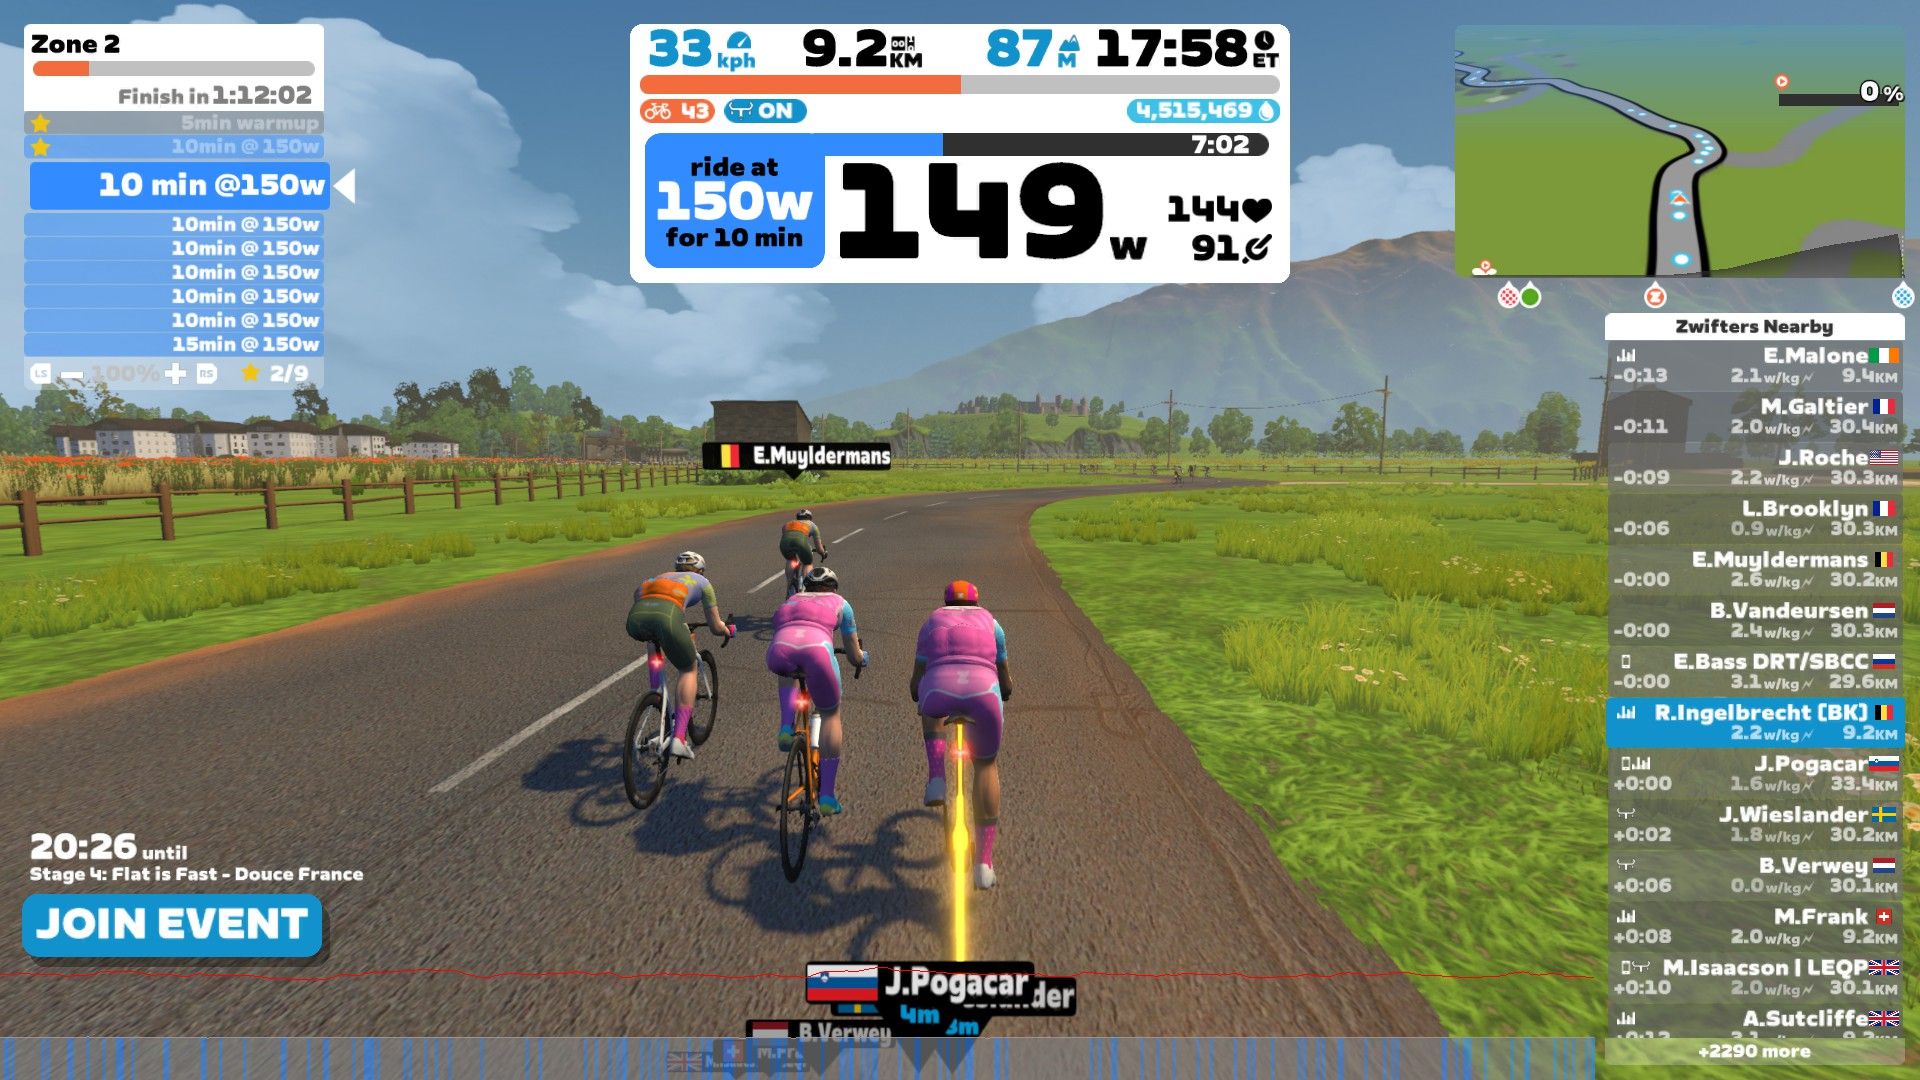 Zone 2
Finish in 1:12:02
5min warmup
10min @ 150w
10 min @150w
10min @ 150w
10min @ 150w
10min @ 150w
10min @ 150w
10min @ 150w
15min @ 150w
LS 100% RS 2/9
33 kph 9.2 KM 87 M 17:58 ET
43 ON 4,515,469
7:02
ride at
150w
for 10 min
149 w
144
91
0 %
Zwifters Nearby
E.Malone
-0:13 2.1 w/kg 9.4KM
M.Galtier
-0:11 2.0 w/kg 30.4KM
J.Roche
-0:09 2.2 w/kg 30.3KM
L.Brooklyn
-0:06 0.9 w/kg 30.3KM
E.Muyldermans
-0:00 2.6 w/kg 30.2KM
B.Vandeursen
-0:00 2.4 w/kg 30.3KM
E.Bass DRT/SBCC
-0:00 3.1 w/kg 29.6KM
R.Ingelbrecht (BK)
2.2 w/kg 9.2KM
J.Pogacar
+0:00 1.6 w/kg 33.4KM
J.Wieslander
+0:02 1.8 w/kg 30.2KM
B.Verwey
+0:06 0.0 w/kg 30.1KM
M.Frank
+0:08 2.0 w/kg 9.2KM
M.Isaacson | LEQP
+0:10 2.0 w/kg 30.1KM
A.Sutcliffe
+2290 more
E.Muyldermans
20:26 until
Stage 4: Flat is Fast - Douce France
JOIN EVENT
J.Pogacar
der
4m
B.Verwey